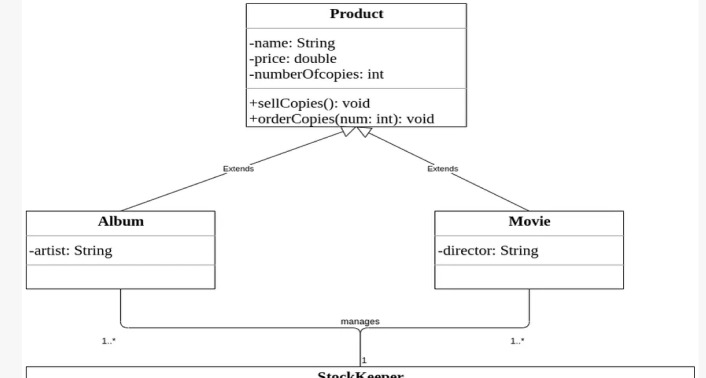 Product
-name: String
-price: double
-numberOfcopies: int
+sellCopies(): void
+orderCopies(num: int): void
Extends
Extends
Album
-artist: String
Movie
-director: String
manages
1..*
1..*
1
StockKeeper